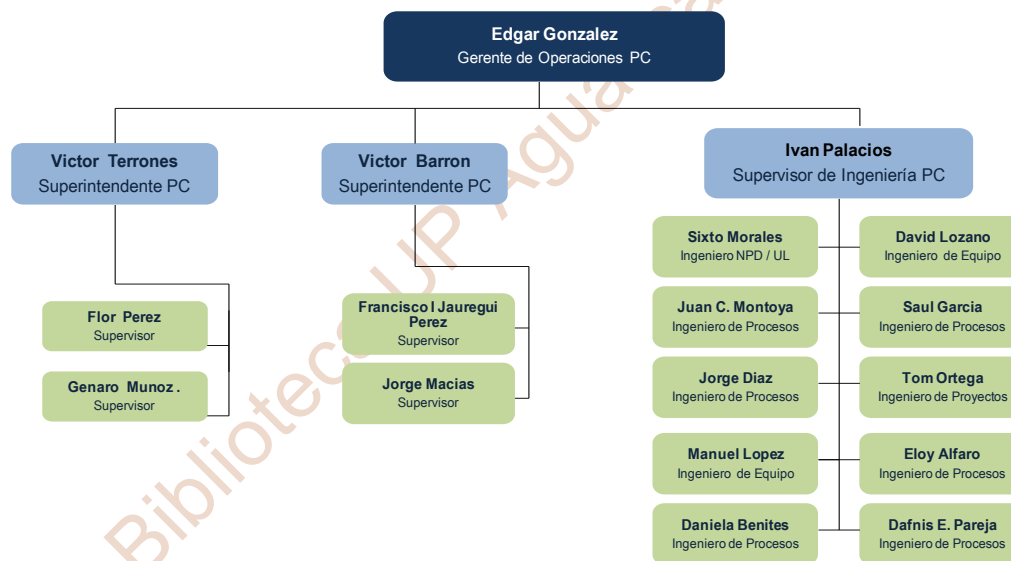 Edgar Gonzalez
Gerente de Operaciones PC
Victor Terrones
Superintendente PC
Victor Barron
Superintendente PC
Ivan Palacios
Supervisor de Ingeniería PC
Flor Perez
Supervisor
Genaro Munoz .
Supervisor
Francisco I Jauregui
Perez
Supervisor
Jorge Macias
Supervisor
Sixto Morales
Ingeniero NPD / UL
David Lozano
Ingeniero de Equipo
Juan C. Montoya
Ingeniero de Procesos
Saul Garcia
Ingeniero de Procesos
Jorge Diaz
Ingeniero de Procesos
Tom Ortega
Ingeniero de Proyectos
Manuel Lopez
Ingeniero de Equipo
Eloy Alfaro
Ingeniero de Procesos
Daniela Benites
Ingeniero de Procesos
Dafnis E. Pareja
Ingeniero de Procesos
Biblioteca UP